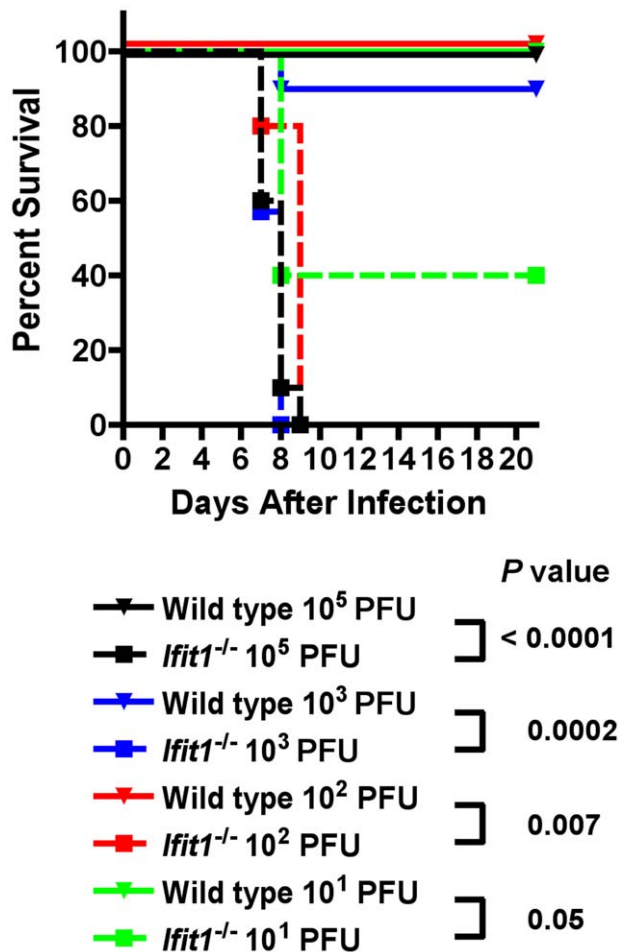 Percent Survival
100
80
60
40
20
0
0 2 4 6 8 10 12 14 16 18 20
Days After Infection
P value
Wild type 10⁵ PFU
Ifit1⁻/⁻ 10⁵ PFU
< 0.0001
Wild type 10³ PFU
Ifit1⁻/⁻ 10³ PFU
0.0002
Wild type 10² PFU
Ifit1⁻/⁻ 10² PFU
0.007
Wild type 10¹ PFU
Ifit1⁻/⁻ 10¹ PFU
0.05